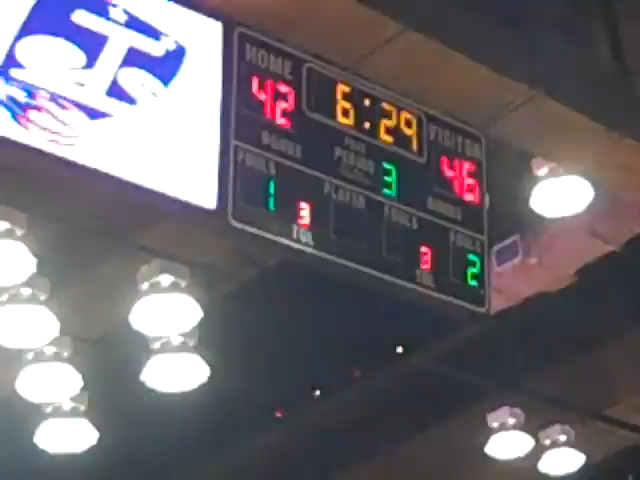 HOME
42
6:29
VISITOR
46
BONUS
PERIOD
3
BONUS
FOULS
1
3
TOL
PLAYER
FOULS
3
TOL
FOULS
2